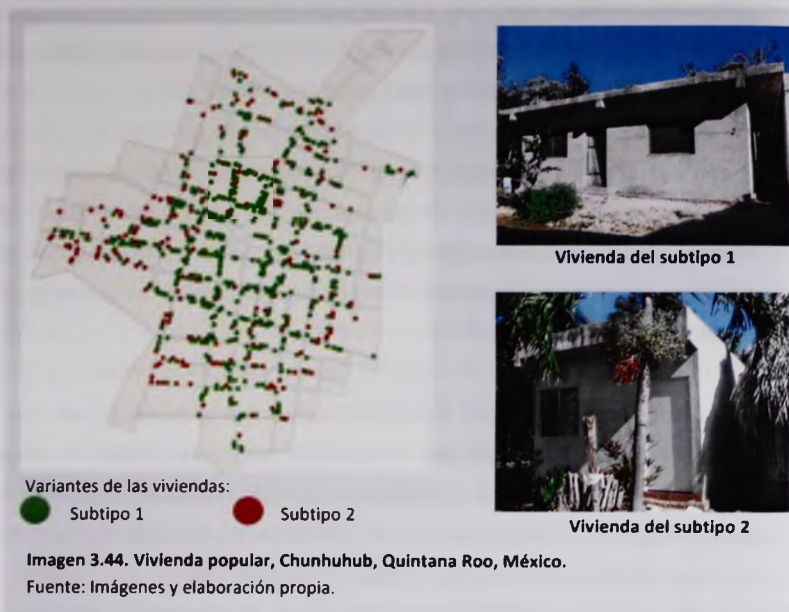 Vivienda del subtipo 1
Vivienda del subtipo 2
Variantes de las viviendas:
Subtipo 1
Subtipo 2
Imagen 3.44. Vivienda popular, Chunhuhub, Quintana Roo, México.
Fuente: Imágenes y elaboración propia.